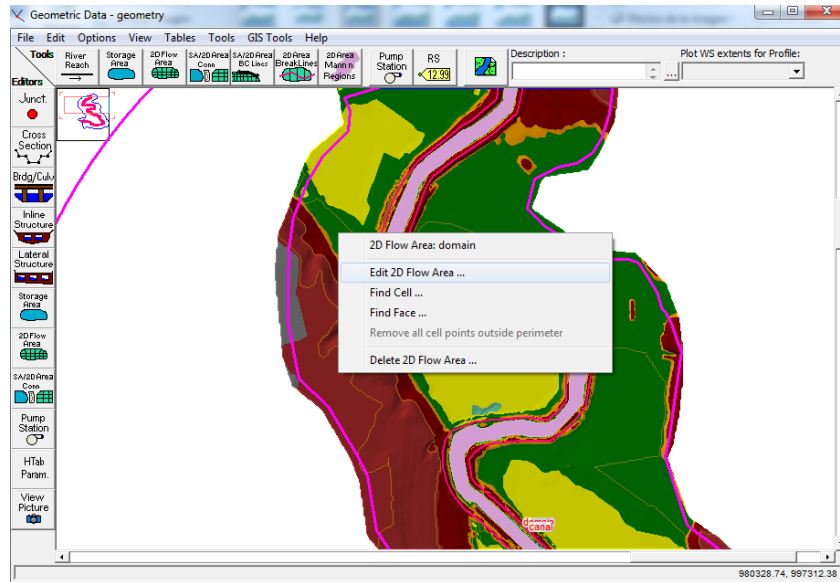 Geometric Data - geometry
File Edit Options View Tables Tools GIS Tools Help
Tools
Editors
River
Reach
Storage
Area
2D Flow
Area
SA/2D Area
Conn
SA/2D Area
BC Lines
2D Area
BreakLines
2D Area
Mann n
Regions
Pump
Station
RS
12.99
Description :
...
Plot WS extents for Profile:
Junct.
Cross
Section
Brdg/Culv
Inline
Structure
Lateral
Structure
Storage
Area
2D Flow
Area
SA/2D Area
Conn
Pump
Station
HTab
Param.
View
Picture
2D Flow Area: domain
Edit 2D Flow Area ...
Find Cell ...
Find Face ...
Remove all cell points outside perimeter
Delete 2D Flow Area ...
domain
canal
980328.74, 997312.38